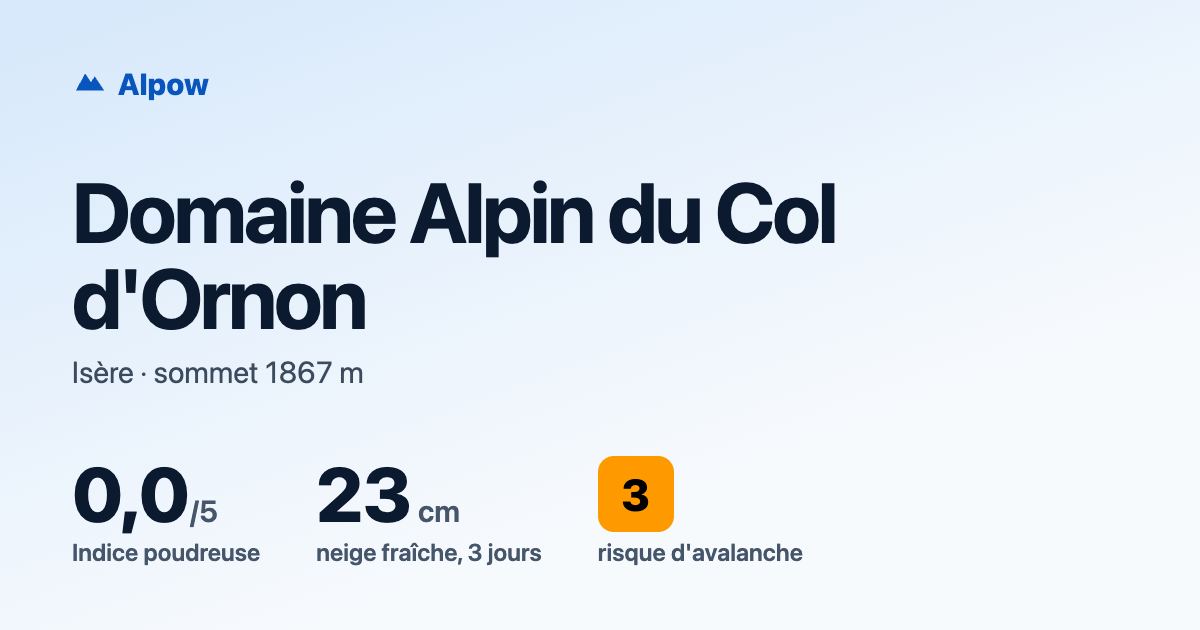 Alpow
Domaine Alpin du Col
d'Ornon
Isère · sommet 1867 m
0,0/5
Indice poudreuse
23 cm
neige fraîche, 3 jours
3
risque d'avalanche